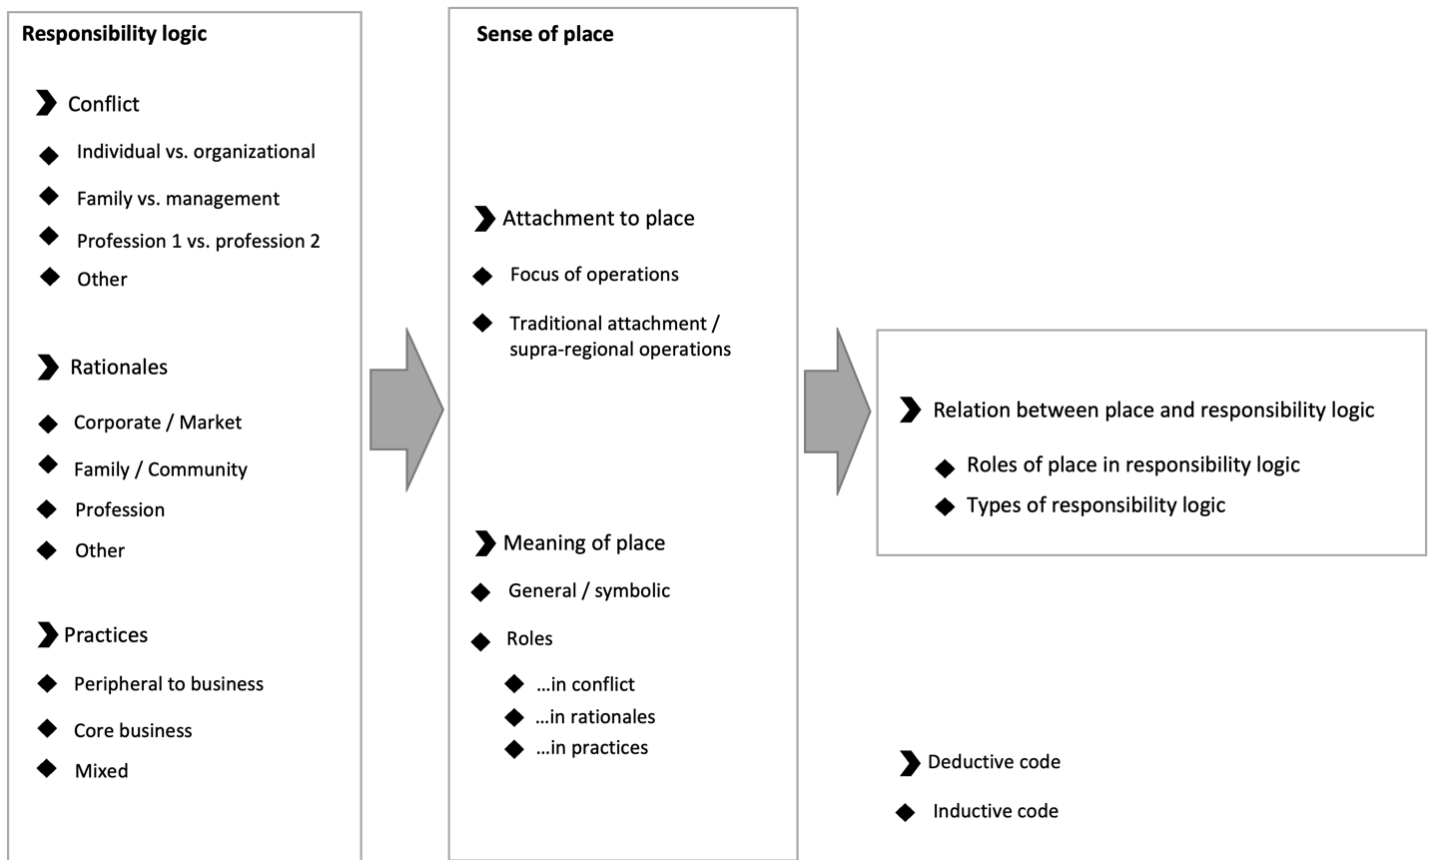 Responsibility logic
Conflict
Individual vs. organizational
Family vs. management
Profession 1 vs. profession 2
Other
Rationales
Corporate / Market
Family / Community
Profession
Other
Practices
Peripheral to business
Core business
Mixed
Sense of place
Attachment to place
Focus of operations
Traditional attachment /
supra-regional operations
Meaning of place
General / symbolic
Roles
...in conflict
...in rationales
...in practices
Relation between place and responsibility logic
Roles of place in responsibility logic
Types of responsibility logic
Deductive code
Inductive code